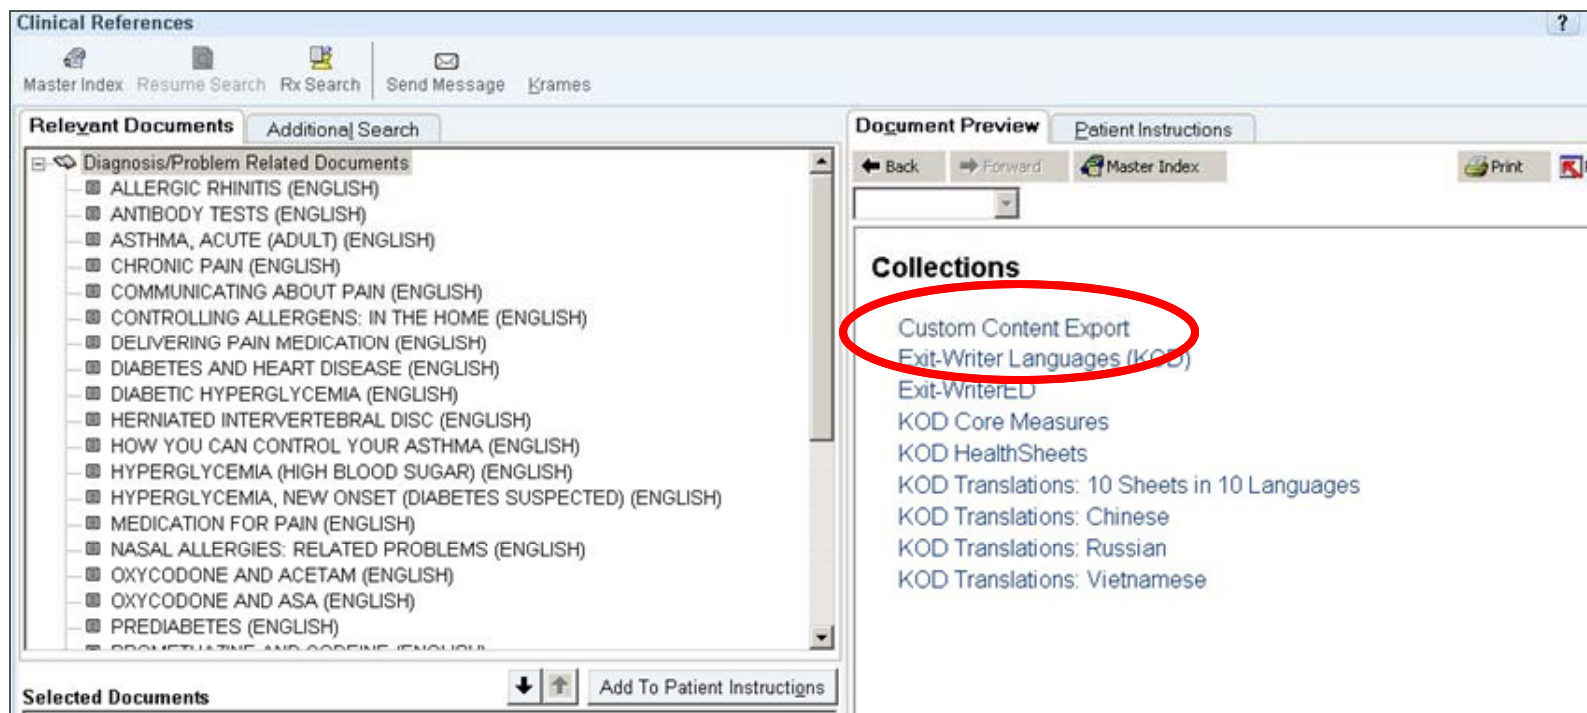 Clinical References
?
Master Index Resume Search Rx Search Send Message Krames
Relevant Documents Additional Search
Diagnosis/Problem Related Documents
ALLERGIC RHINITIS (ENGLISH)
ANTIBODY TESTS (ENGLISH)
ASTHMA, ACUTE (ADULT) (ENGLISH)
CHRONIC PAIN (ENGLISH)
COMMUNICATING ABOUT PAIN (ENGLISH)
CONTROLLING ALLERGENS: IN THE HOME (ENGLISH)
DELIVERING PAIN MEDICATION (ENGLISH)
DIABETES AND HEART DISEASE (ENGLISH)
DIABETIC HYPERGLYCEMIA (ENGLISH)
HERNIATED INTERVERTEBRAL DISC (ENGLISH)
HOW YOU CAN CONTROL YOUR ASTHMA (ENGLISH)
HYPERGLYCEMIA (HIGH BLOOD SUGAR) (ENGLISH)
HYPERGLYCEMIA, NEW ONSET (DIABETES SUSPECTED) (ENGLISH)
MEDICATION FOR PAIN (ENGLISH)
NASAL ALLERGIES: RELATED PROBLEMS (ENGLISH)
OXYCODONE AND ACETAM (ENGLISH)
OXYCODONE AND ASA (ENGLISH)
PREDIABETES (ENGLISH)
PROMETHAZINE AND CODEINE (ENGLISH)
Add To Patient Instructions
Selected Documents
Document Preview Patient Instructions
Back Forward Master Index Print
Collections
Custom Content Export
Exit-Writer Languages (KOD)
Exit-WriterED
KOD Core Measures
KOD HealthSheets
KOD Translations: 10 Sheets in 10 Languages
KOD Translations: Chinese
KOD Translations: Russian
KOD Translations: Vietnamese